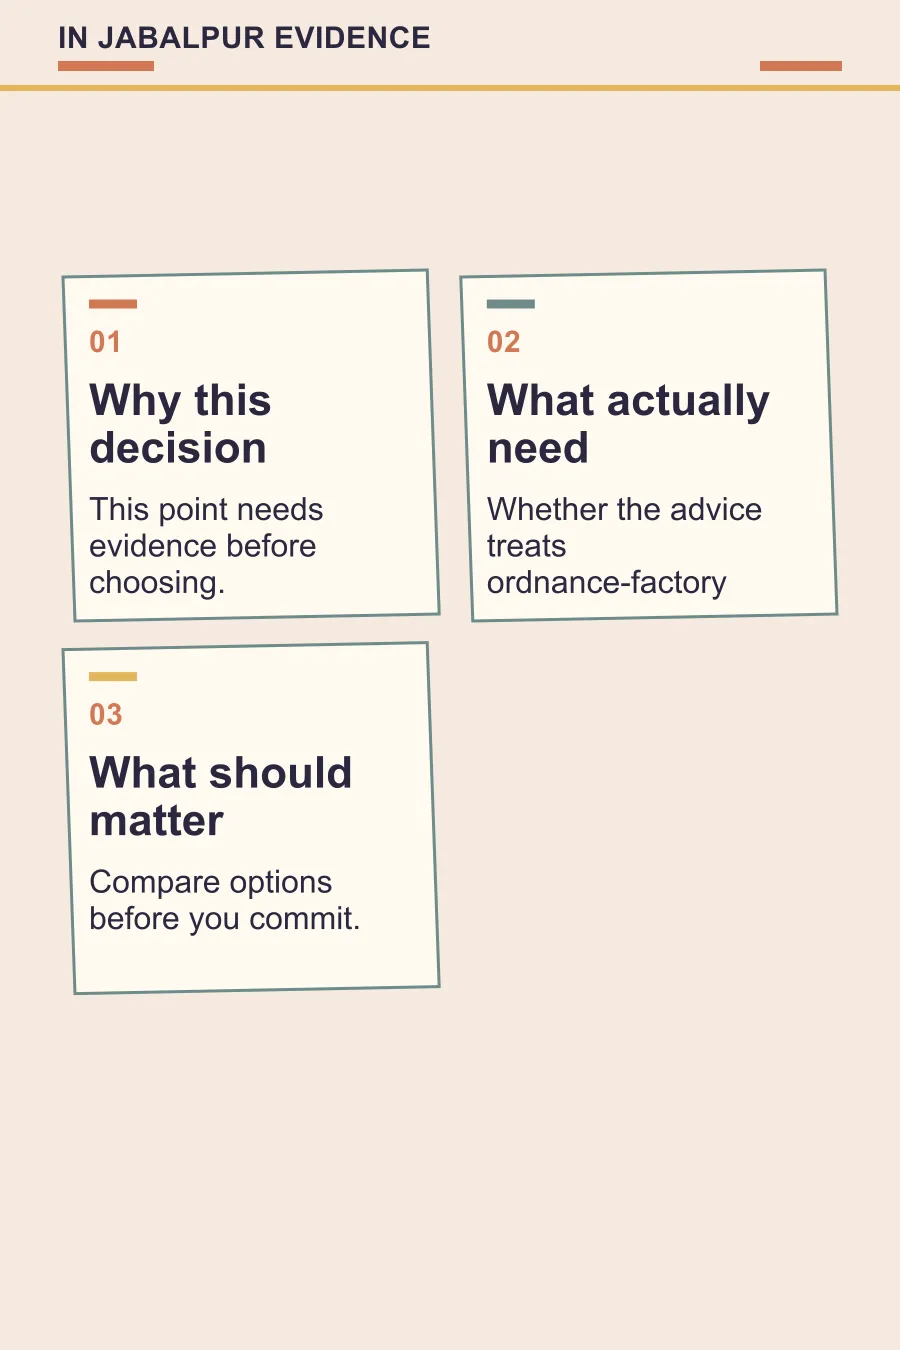 IN JABALPUR EVIDENCE
01
Why this
decision
This point needs
evidence before
choosing.
02
What actually
need
Whether the advice
treats
ordnance-factory
03
What should
matter
Compare options
before you commit.